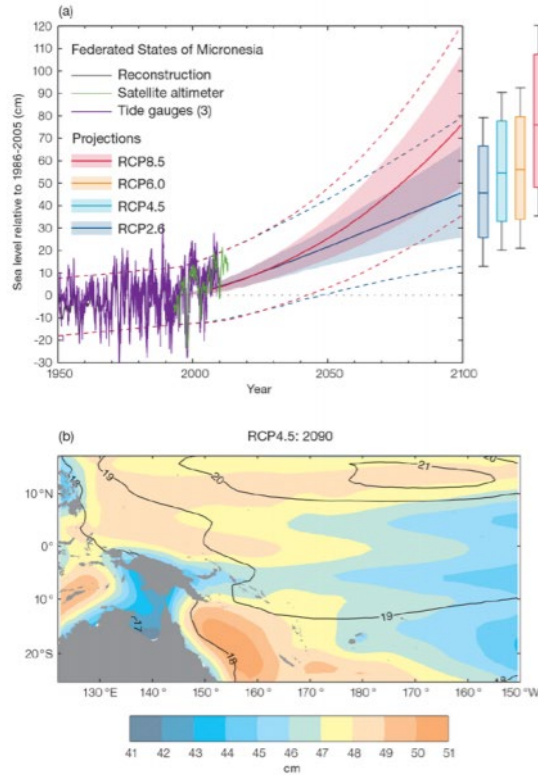 (a)
120
110
100
90
80
70
60
50
40
30
20
10
0
-10
-20
-30
Sea level relative to 1986-2005 (cm)
Federated States of Micronesia
Reconstruction
Satellite altimeter
Tide gauges (3)
Projections
RCP8.5
RCP6.0
RCP4.5
RCP2.6
1950 2000 2050 2100
Year
(b) RCP4.5: 2090
10°N
0°
10°S
20°S
18
19
20
20
21
17
18
19
130°E 140° 150° 160° 170° 180° 170° 160° 150°W
41 42 43 44 45 46 47 48 49 50 51
cm